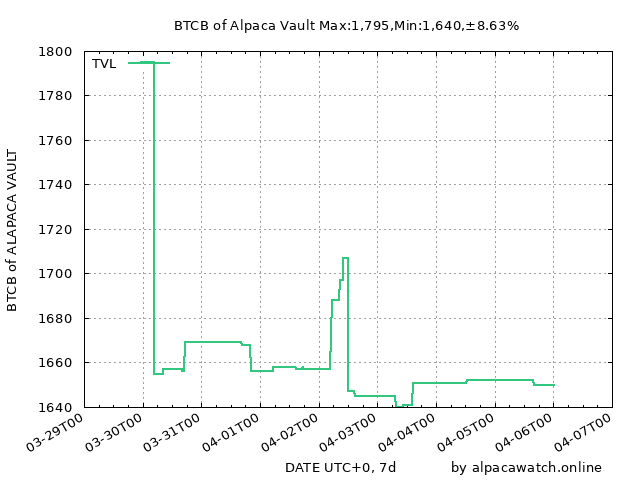 BTCB of Alpaca Vault Max:1,795,Min:1,640,±8.63%
TVL
BTCB of ALAPACA VAULT
1800
1780
1760
1740
1720
1700
1680
1660
1640
03-29T00 03-30T00 03-31T00 04-01T00 04-02T00 04-03T00 04-04T00 04-05T00 04-06T00 04-07T00
DATE UTC+0, 7d by alpacawatch.online